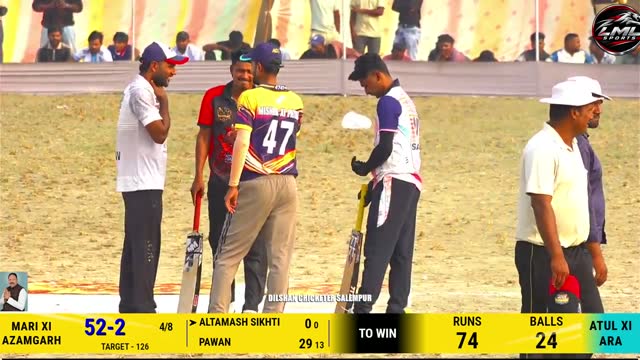 LML
SPORTS
47
DILSHAN CRICKETER SALEMPUR
MARI XI
AZAMGARH
52-2
4/8
TARGET - 126
ALTAMASH SIKHTI 0 0
PAWAN 29 13
TO WIN
RUNS
74
BALLS
24
ATUL XI
ARA